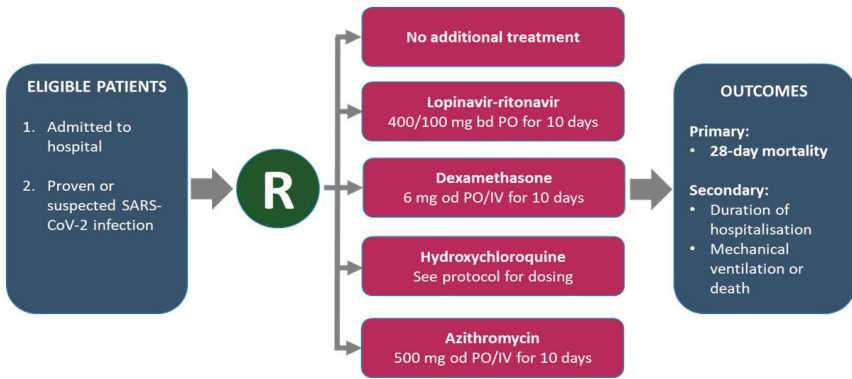 ELIGIBLE PATIENTS
1. Admitted to
hospital
2. Proven or
suspected SARS-
CoV-2 infection
R
No additional treatment
Lopinavir-ritonavir
400/100 mg bd PO for 10 days
Dexamethasone
6 mg od PO/IV for 10 days
Hydroxychloroquine
See protocol for dosing
Azithromycin
500 mg od PO/IV for 10 days
OUTCOMES
Primary:
• 28-day mortality
Secondary:
• Duration of
hospitalisation
• Mechanical
ventilation or
death